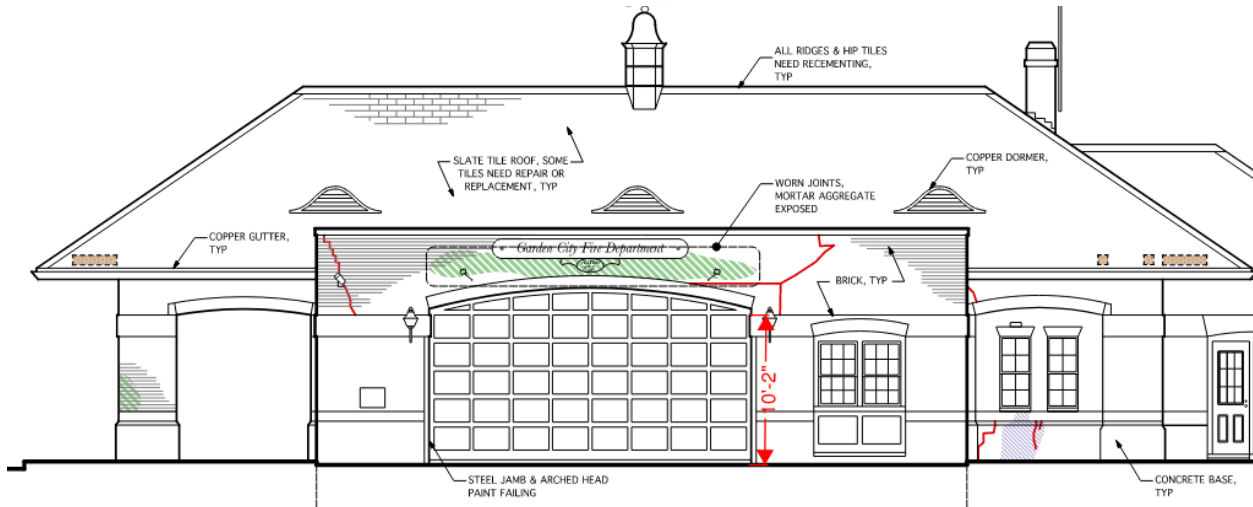 ALL RIDGES & HIP TILES
NEED RECEMENTING,
TYP
SLATE TILE ROOF, SOME
TILES NEED REPAIR OR
REPLACEMENT, TYP
COPPER DORMER,
TYP
WORN JOINTS,
MORTAR AGGREGATE
EXPOSED
COPPER GUTTER,
TYP
Garden City Fire Department
BRICK, TYP
10'-2"
STEEL JAMB & ARCHED HEAD
PAINT FAILING
CONCRETE BASE,
TYP